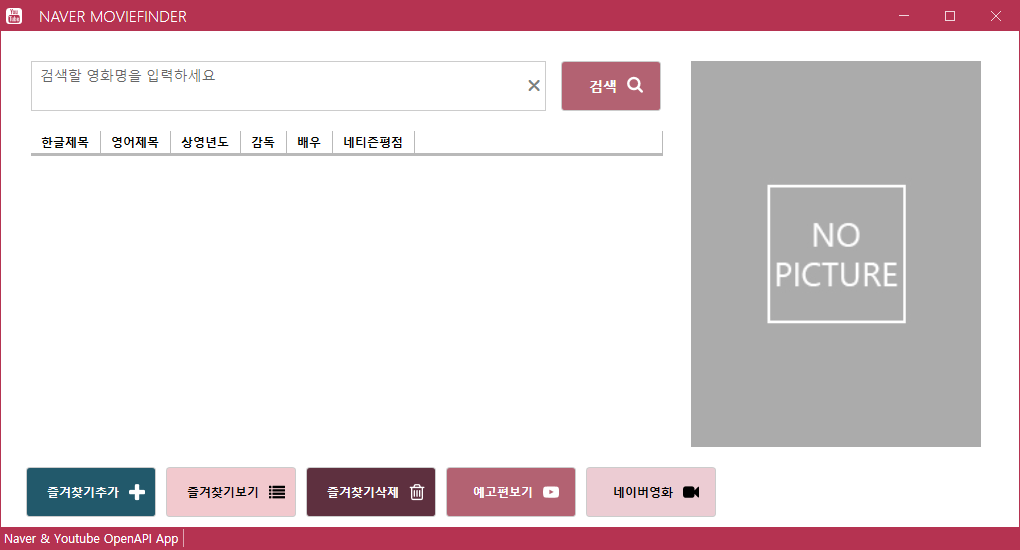 You
Tube
NAVER MOVIEFINDER
검색할 영화명을 입력하세요
검색
한글제목 영어제목 상영년도 감독 배우 네티즌평점
NO
PICTURE
즐겨찾기추가 즐겨찾기보기 즐겨찾기삭제 예고편보기 네이버영화
Naver & Youtube OpenAPI App